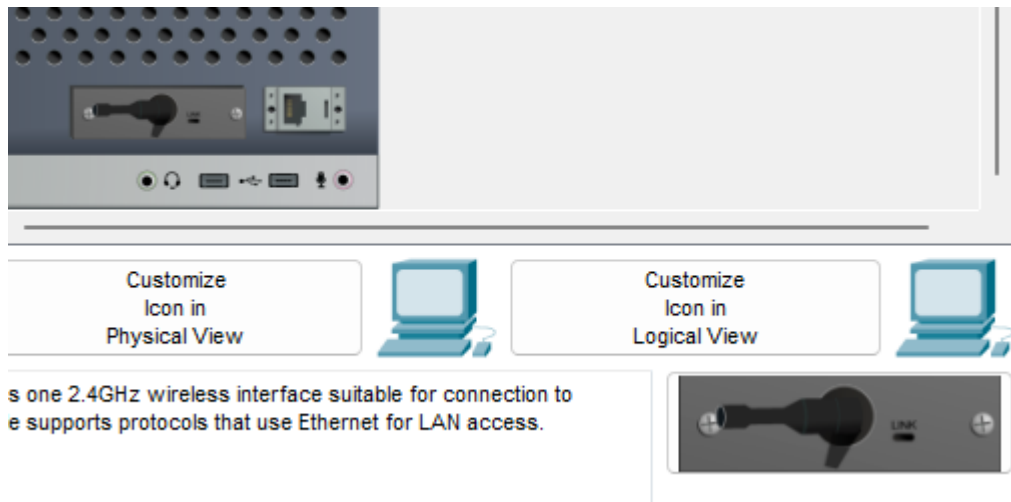 LINK
Customize
Icon in
Physical View
Customize
Icon in
Logical View
s one 2.4GHz wireless interface suitable for connection to
e supports protocols that use Ethernet for LAN access.
LINK